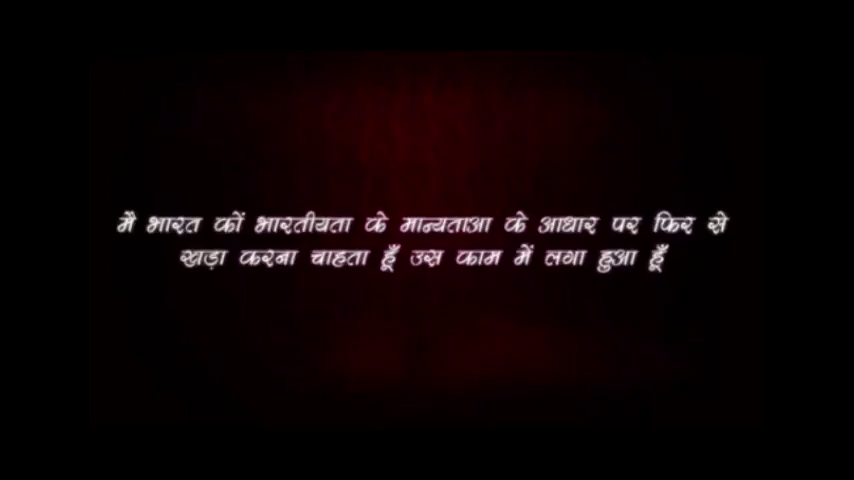 मै भारत कों भारतीयता के मान्यताआ के आधार पर फिर से
खड़ा करना चाहता हूँ उस काम में लगा हुआ हूँ